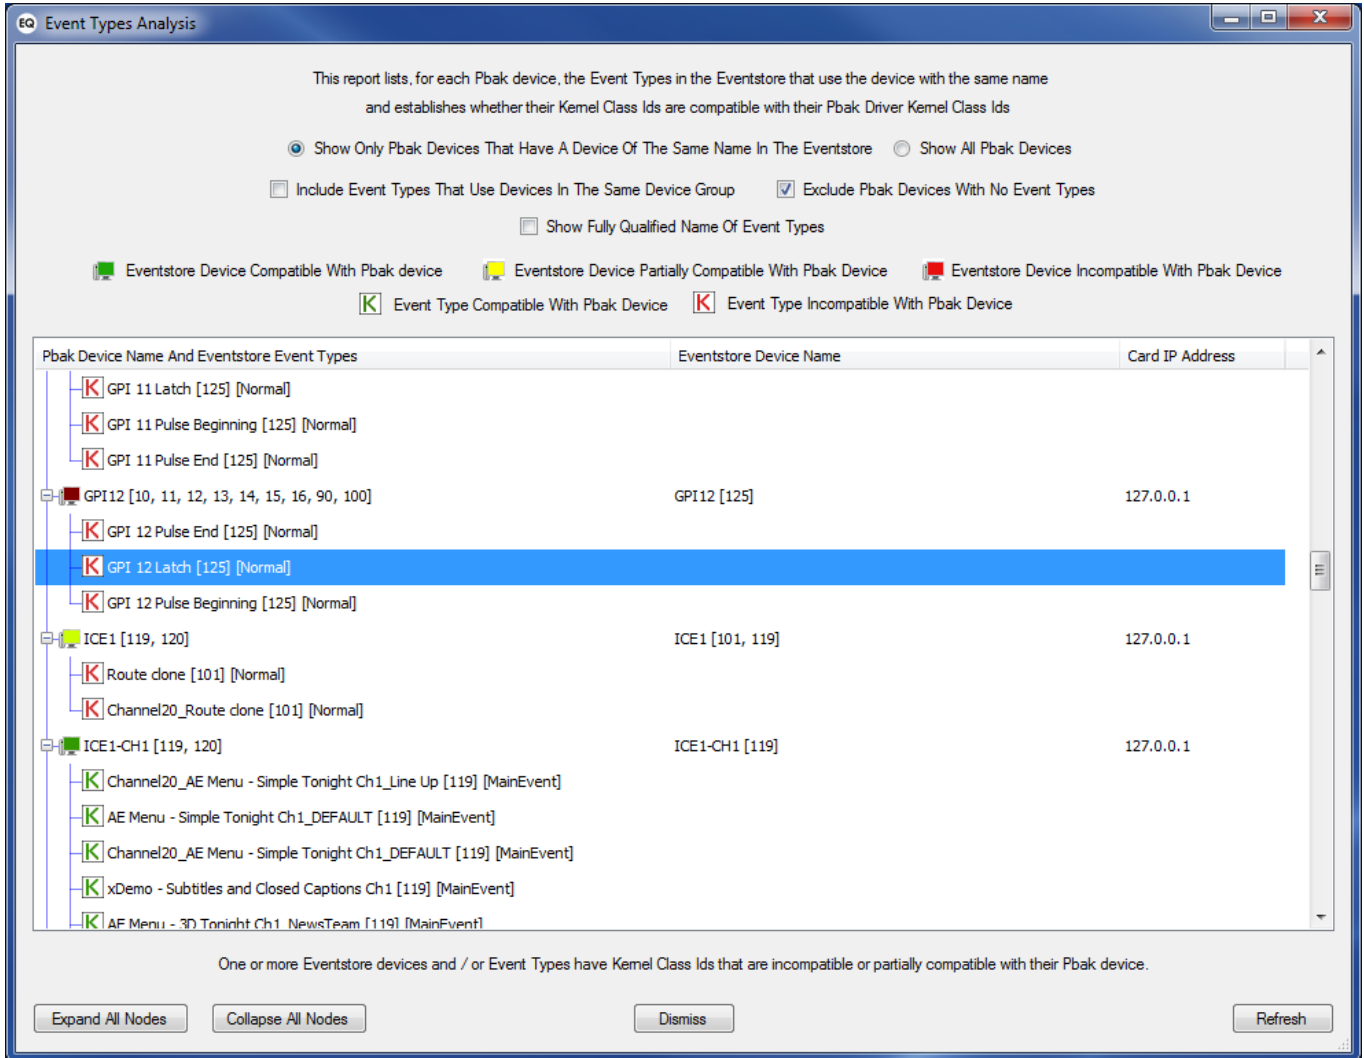 EQ Event Types Analysis
This report lists, for each Pbak device, the Event Types in the Eventstore that use the device with the same name
and establishes whether their Kernel Class Ids are compatible with their Pbak Driver Kernel Class Ids
Show Only Pbak Devices That Have A Device Of The Same Name In The Eventstore Show All Pbak Devices
Include Event Types That Use Devices In The Same Device Group Exclude Pbak Devices With No Event Types
Show Fully Qualified Name Of Event Types
Eventstore Device Compatible With Pbak device Eventstore Device Partially Compatible With Pbak Device Eventstore Device Incompatible With Pbak Device
K Event Type Compatible With Pbak Device K Event Type Incompatible With Pbak Device
Pbak Device Name And Eventstore Event Types Eventstore Device Name Card IP Address
K GPI 11 Latch [125] [Normal]
K GPI 11 Pulse Beginning [125] [Normal]
K GPI 11 Pulse End [125] [Normal]
GPI12 [10, 11, 12, 13, 14, 15, 16, 90, 100] GPI12 [125] 127.0.0.1
K GPI 12 Pulse End [125] [Normal]
K GPI 12 Latch [125] [Normal]
K GPI 12 Pulse Beginning [125] [Normal]
ICE1 [119, 120] ICE1 [101, 119] 127.0.0.1
K Route clone [101] [Normal]
K Channel20_Route clone [101] [Normal]
ICE1-CH1 [119, 120] ICE1-CH1 [119] 127.0.0.1
K Channel20_AE Menu - Simple Tonight Ch1_Line Up [119] [MainEvent]
K AE Menu - Simple Tonight Ch1_DEFAULT [119] [MainEvent]
K Channel20_AE Menu - Simple Tonight Ch1_DEFAULT [119] [MainEvent]
K xDemo - Subtitles and Closed Captions Ch1 [119] [MainEvent]
K AE Menu - 3D Tonight Ch1_NewsTeam [119] [MainEvent]
One or more Eventstore devices and / or Event Types have Kernel Class Ids that are incompatible or partially compatible with their Pbak device.
Expand All Nodes Collapse All Nodes Dismiss Refresh